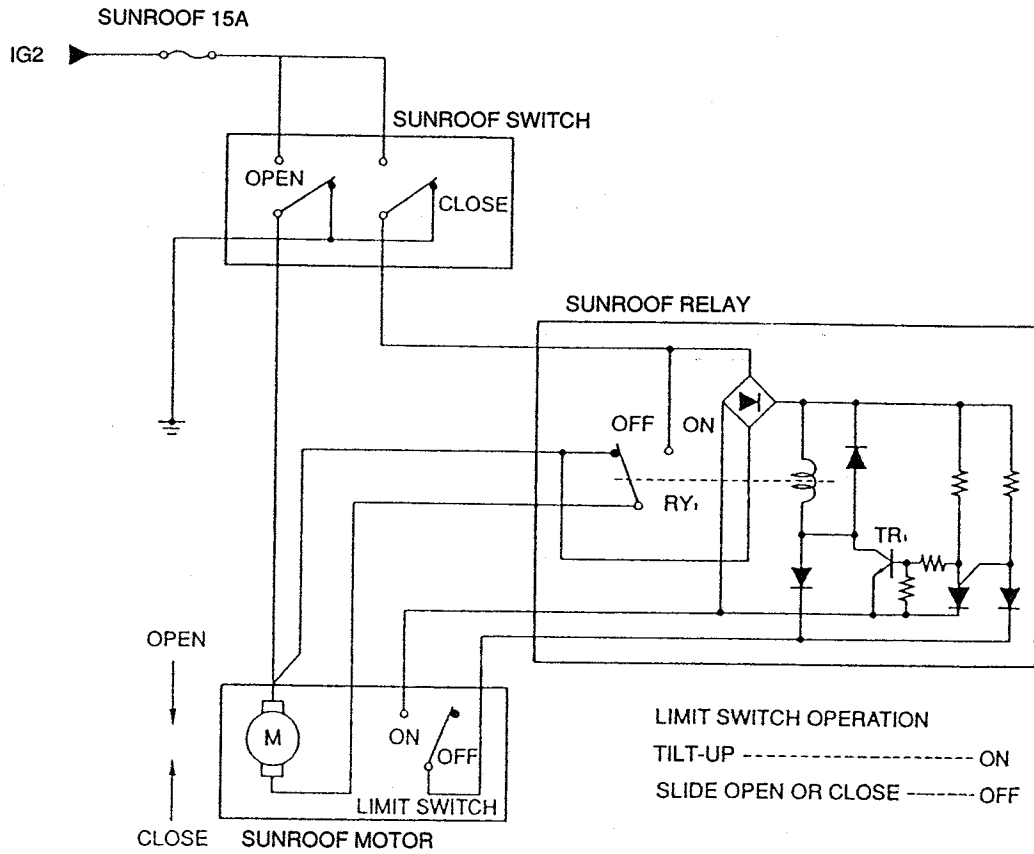 SUNROOF 15A
IG2
SUNROOF SWITCH
OPEN
CLOSE
SUNROOF RELAY
OFF ON
RY₁
TR₁
OPEN
M
ON
OFF
LIMIT SWITCH
CLOSE
SUNROOF MOTOR
LIMIT SWITCH OPERATION
TILT-UP ------------------------ ON
SLIDE OPEN OR CLOSE ------- OFF